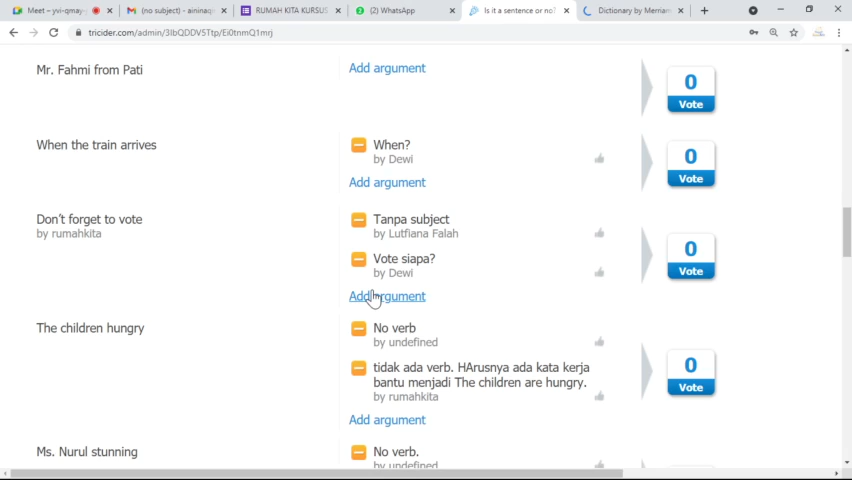 Meet – yvi-qmay-
(no subject) - aininaqu
RUMAH KITA KURSUS
(2) WhatsApp
Is it a sentence or no?
Dictionary by Merriam
tricider.com/admin/3IbQDDV5Ttp/Ei0tnmQ1mrj
Mr. Fahmi from Pati
Add argument
0
Vote
When the train arrives
When?
by Dewi
Add argument
0
Vote
Don't forget to vote
by rumahkita
Tanpa subject
by Lutfiana Falah
Vote siapa?
by Dewi
Add argument
0
Vote
The children hungry
No verb
by undefined
tidak ada verb. HArusnya ada kata kerja
bantu menjadi The children are hungry.
by rumahkita
Add argument
0
Vote
Ms. Nurul stunning
No verb.
by undefined